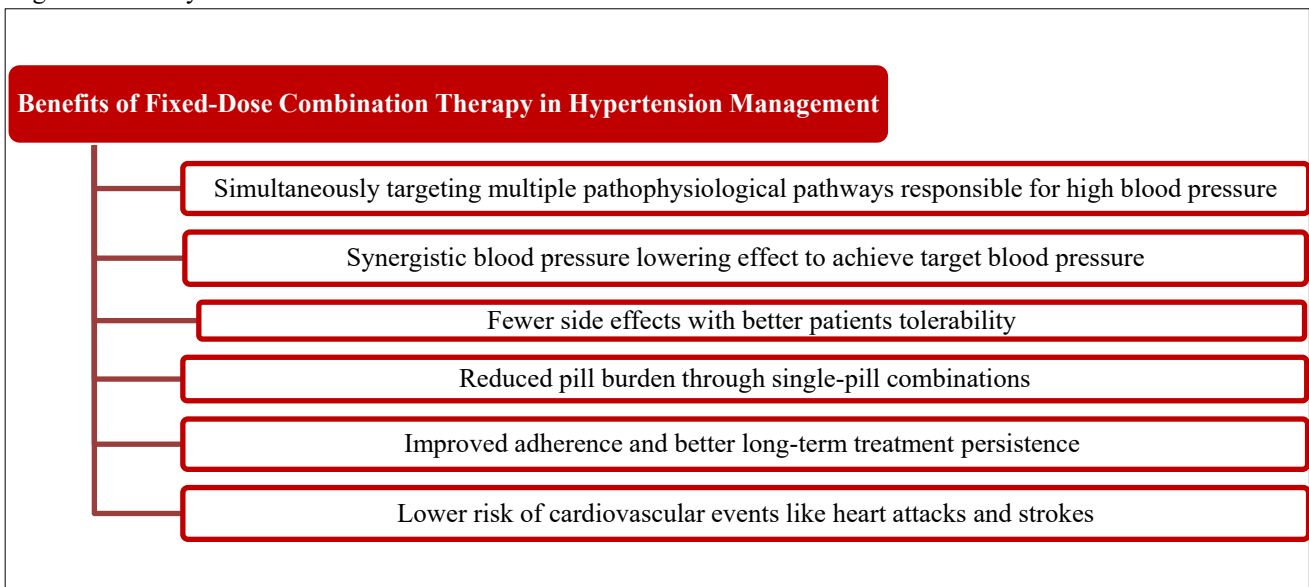 Benefits of Fixed-Dose Combination Therapy in Hypertension Management
Simultaneously targeting multiple pathophysiological pathways responsible for high blood pressure
Synergistic blood pressure lowering effect to achieve target blood pressure
Fewer side effects with better patients tolerability
Reduced pill burden through single-pill combinations
Improved adherence and better long-term treatment persistence
Lower risk of cardiovascular events like heart attacks and strokes